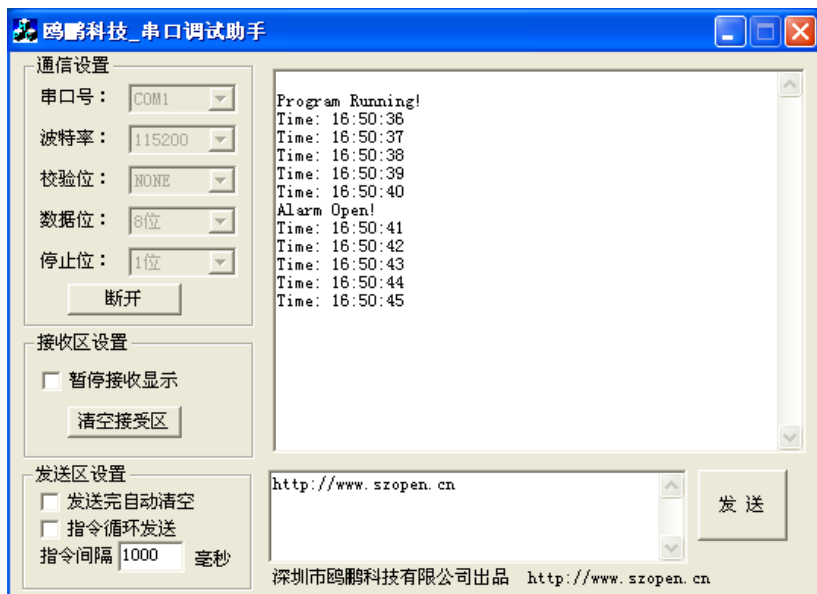 鸥鹏科技_串口调试助手
通信设置
串口号： COM1
波特率： 115200
校验位： NONE
数据位： 8位
停止位： 1位
断开
接收区设置
暂停接收显示
清空接受区
发送区设置
发送完自动清空
指令循环发送
指令间隔 1000 毫秒
Program Running!
Time: 16:50:36
Time: 16:50:37
Time: 16:50:38
Time: 16:50:39
Time: 16:50:40
Alarm Open!
Time: 16:50:41
Time: 16:50:42
Time: 16:50:43
Time: 16:50:44
Time: 16:50:45
http://www.szopen.cn
发 送
深圳市鸥鹏科技有限公司出品 http://www.szopen.cn